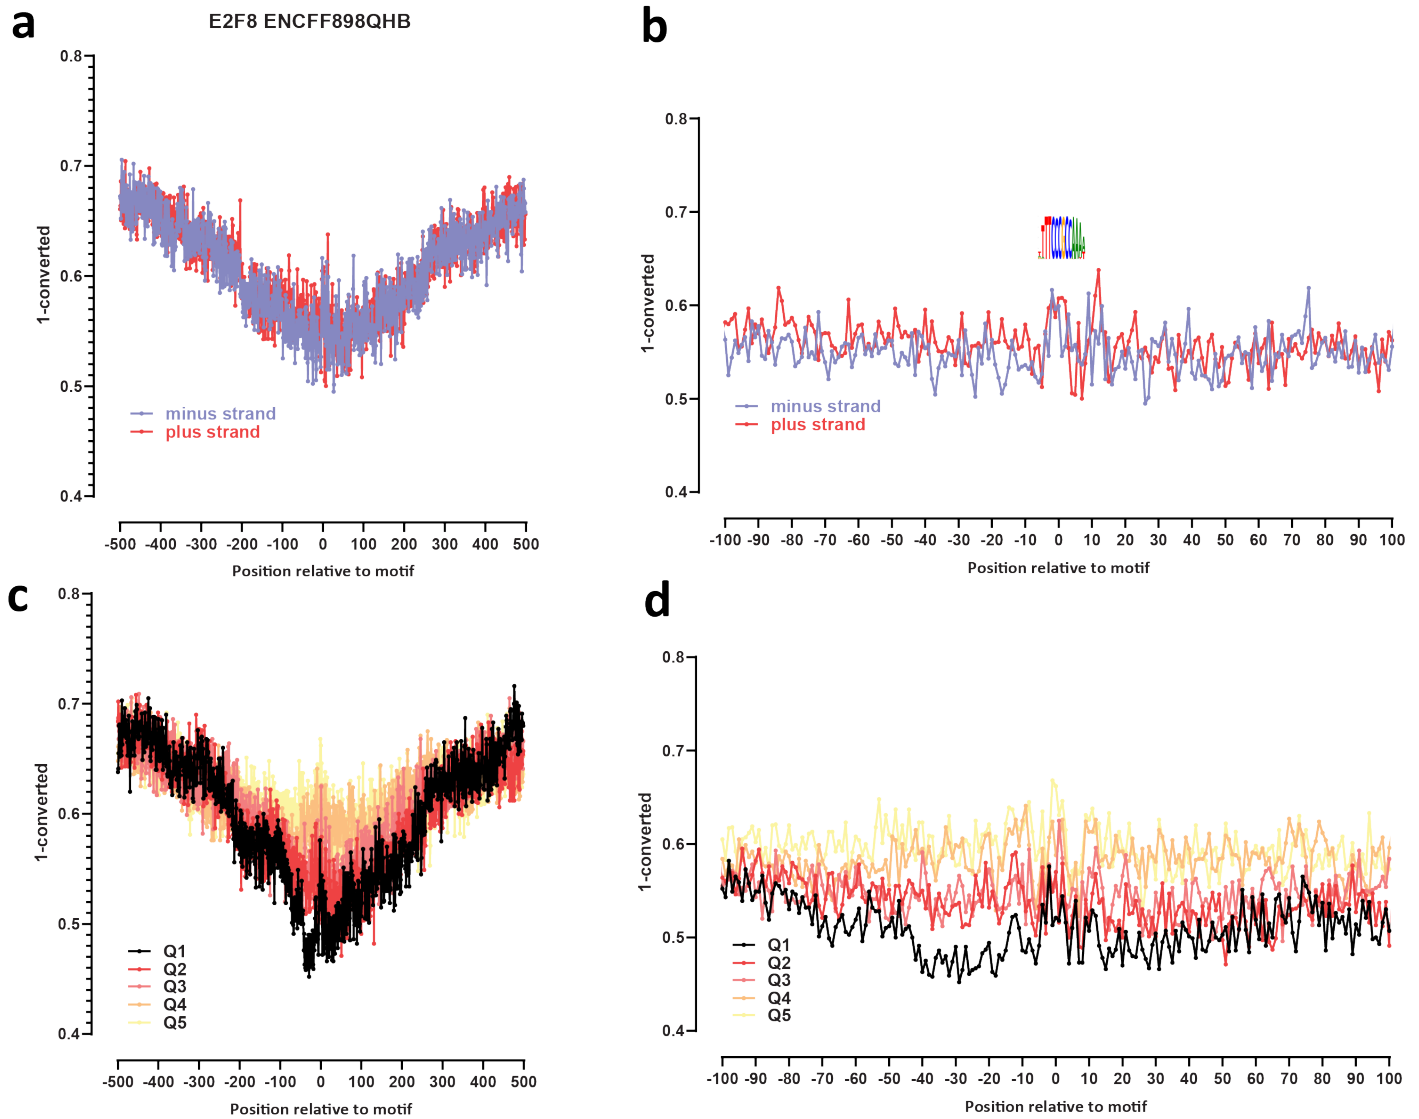 a
E2F8 ENCFF898QHB
0.8
0.7
0.6
0.5
0.4
1-converted
minus strand
plus strand
-500 -400 -300 -200 -100 0 100 200 300 400 500
Position relative to motif
b
0.8
0.7
0.6
0.5
0.4
1-converted
minus strand
plus strand
-100 -90 -80 -70 -60 -50 -40 -30 -20 -10 0 10 20 30 40 50 60 70 80 90 100
Position relative to motif
c
0.8
0.7
0.6
0.5
0.4
1-converted
Q1
Q2
Q3
Q4
Q5
-500 -400 -300 -200 -100 0 100 200 300 400 500
Position relative to motif
d
0.8
0.7
0.6
0.5
0.4
1-converted
Q1
Q2
Q3
Q4
Q5
-100 -90 -80 -70 -60 -50 -40 -30 -20 -10 0 10 20 30 40 50 60 70 80 90 100
Position relative to motif